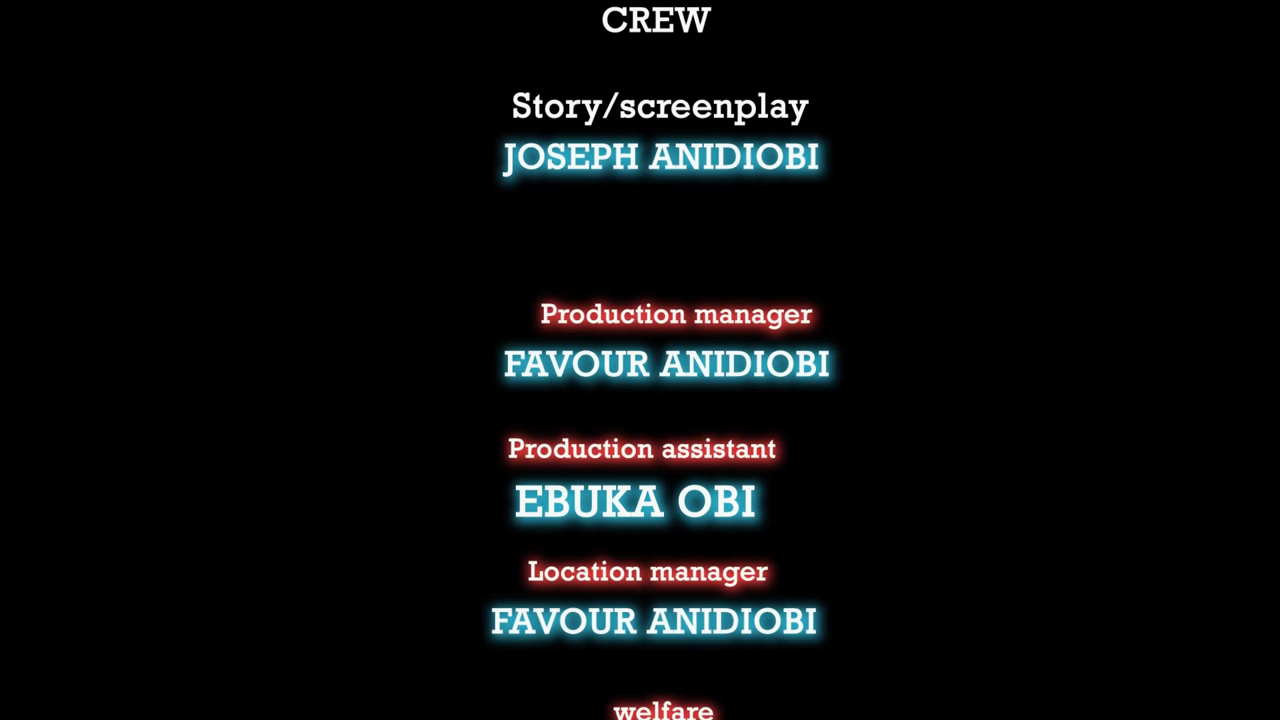 CREW
Story/screenplay
JOSEPH ANIDIOBI
Production manager
FAVOUR ANIDIOBI
Production assistant
EBUKA OBI
Location manager
FAVOUR ANIDIOBI
welfare